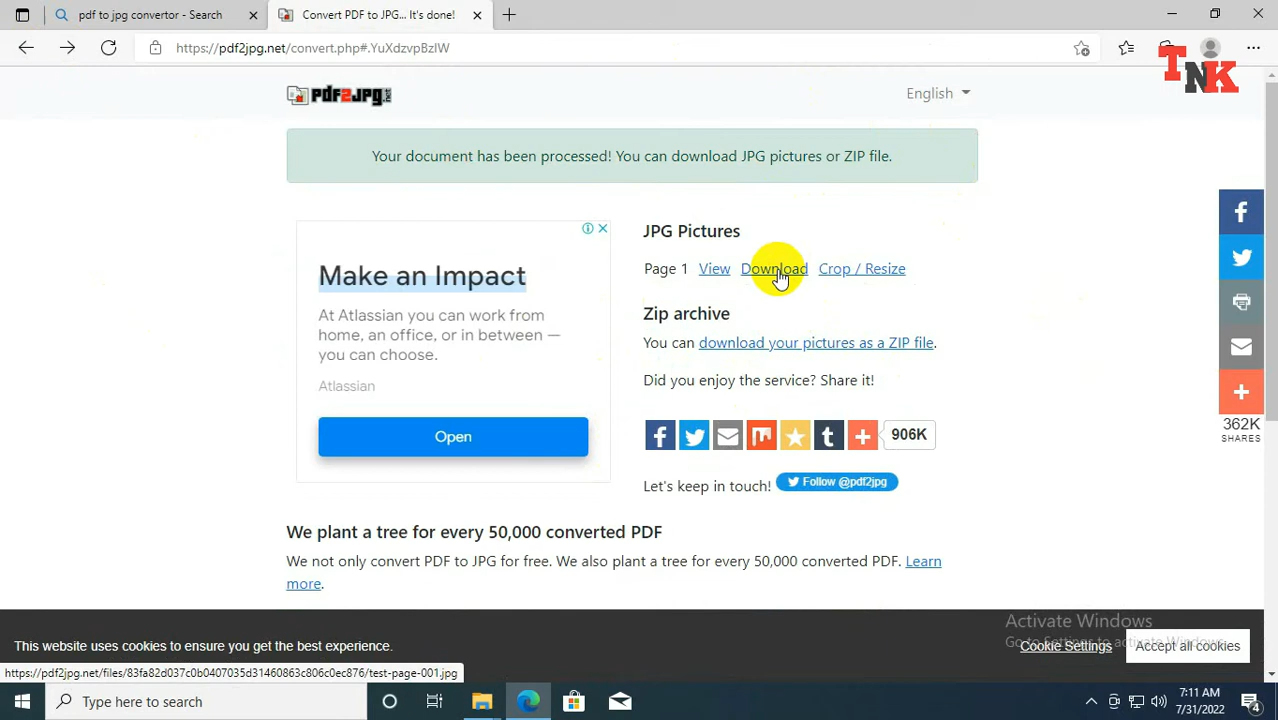 pdf to jpg convertor - Search
Convert PDF to JPG... It's done!
https://pdf2jpg.net/convert.php#.YuXdzvpBzIW
TNK
pdf2jpg.net
English
Your document has been processed! You can download JPG pictures or ZIP file.
Make an Impact
At Atlassian you can work from
home, an office, or in between —
you can choose.
Atlassian
Open
JPG Pictures
Page 1 View Download Crop / Resize
Zip archive
You can download your pictures as a ZIP file.
Did you enjoy the service? Share it!
906K
Let's keep in touch! Follow @pdf2jpg
362K
SHARES
We plant a tree for every 50,000 converted PDF
We not only convert PDF to JPG for free. We also plant a tree for every 50,000 converted PDF. Learn
more.
Activate Windows
Go to Settings to activate Windows.
This website uses cookies to ensure you get the best experience.
Cookie Settings
Accept all cookies
https://pdf2jpg.net/files/83fa82d037c0b0407035d31460863c806c0ec876/test-page-001.jpg
Type here to search
7:11 AM
7/31/2022
4